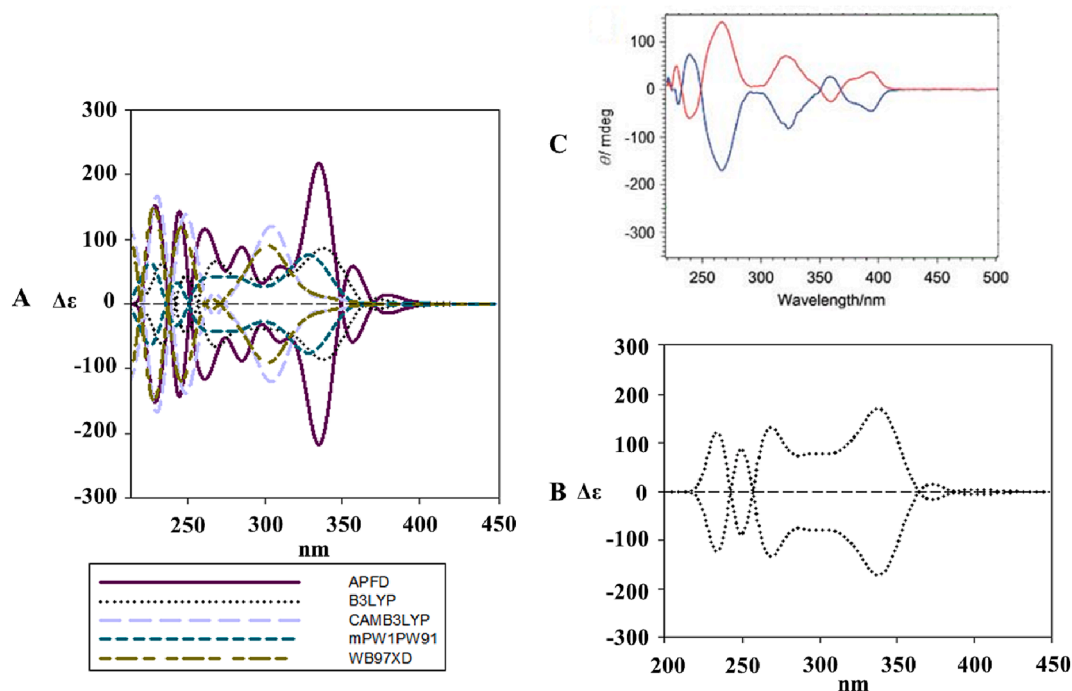 300
200
100
0
-100
-200
-300
A
Δε
250
300
350
400
450
nm
APFD
B3LYP
CAMB3LYP
mPW1PW91
WB97XD
C
100
0
-100
-200
-300
θ/ mdeg
250
300
350
400
450
500
Wavelength/nm
300
200
100
0
-100
-200
-300
B
Δε
200
250
300
350
400
450
nm